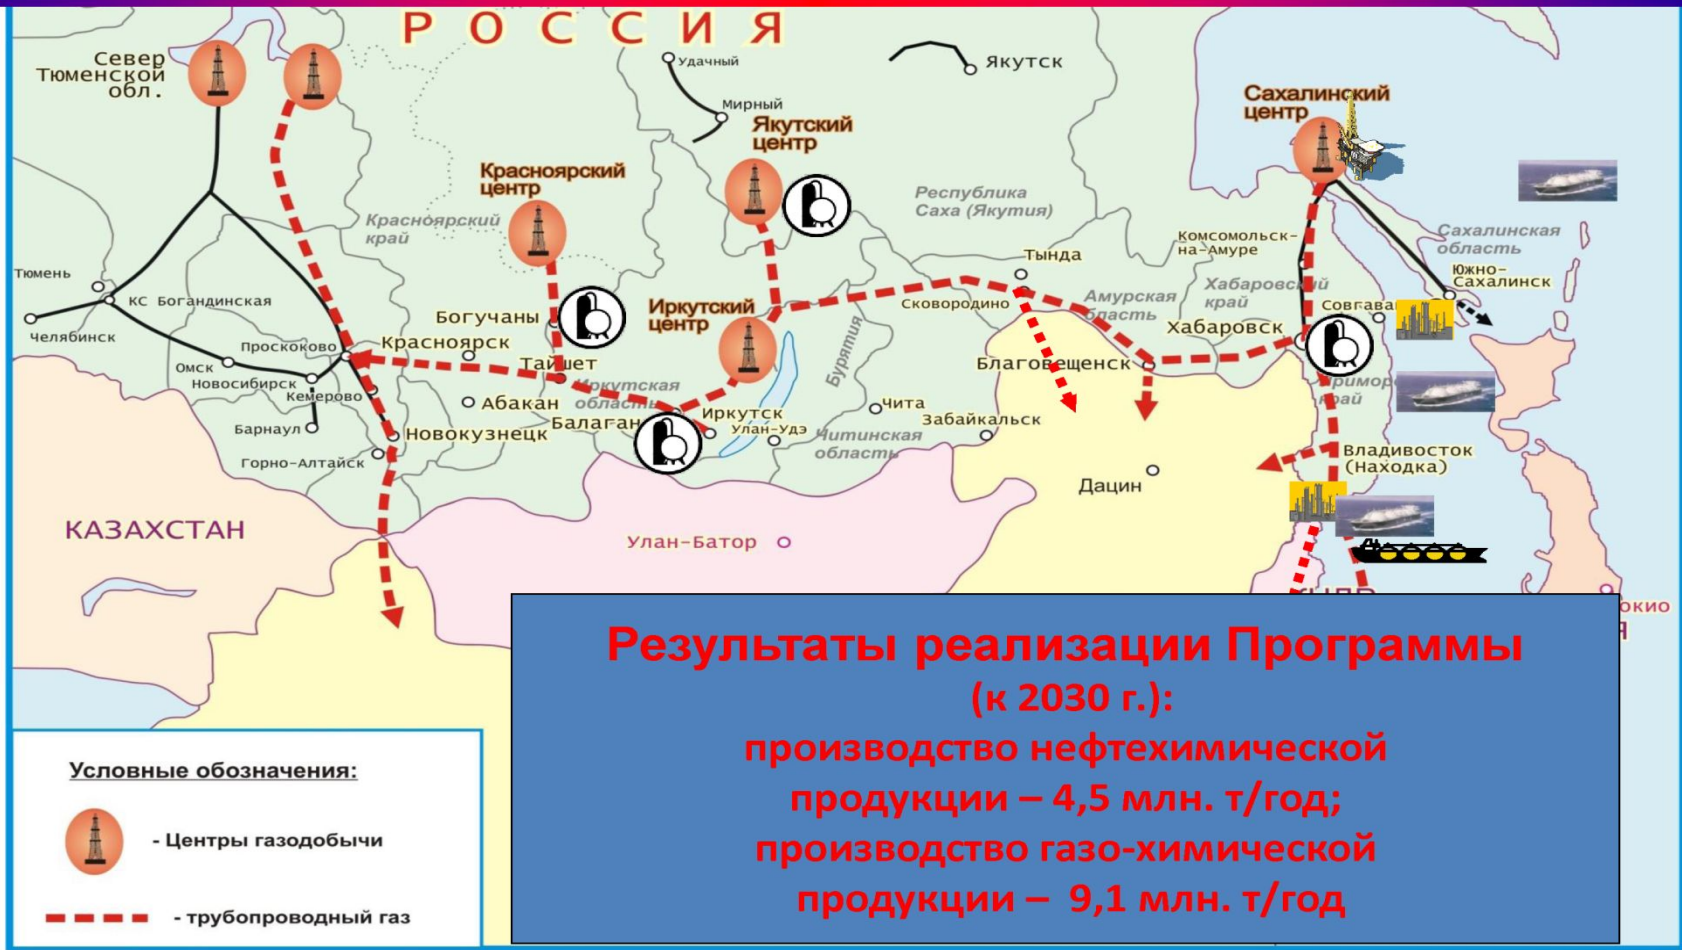 РОССИЯ
Север
Тюменской
обл.
Удачный
Якутск
Мирный
Якутский
центр
Сахалинский
центр
Красноярский
центр
Красноярский
край
Республика
Саха (Якутия)
Комсомольск-
на-Амуре
Сахалинская
область
Тында
Тюмень
КС Богандинская
Южно-
Сахалинск
Хабаровский
край
Сковородино
Амурская
область
Иркутский
центр
Богучаны
Хабаровск
Челябинск
Проскоково
Красноярск
Бурятия
Омск
Тайшет
Благовещенск
Новосибирск
Иркутская
область
Кемерово
Абакан
край
Чита
Барнаул
Новокузнецк
Иркутск
Улан-Удэ
Забайкальск
Читинская
область
Горно-Алтайск
Владивосток
(Находка)
Дацин
КАЗАХСТАН
Улан-Батор
Результаты реализации Программы
(к 2030 г.):
производство нефтехимической
продукции – 4,5 млн. т/год;
производство газо-химической
продукции – 9,1 млн. т/год
Условные обозначения:
- Центры газодобычи
- трубопроводный газ